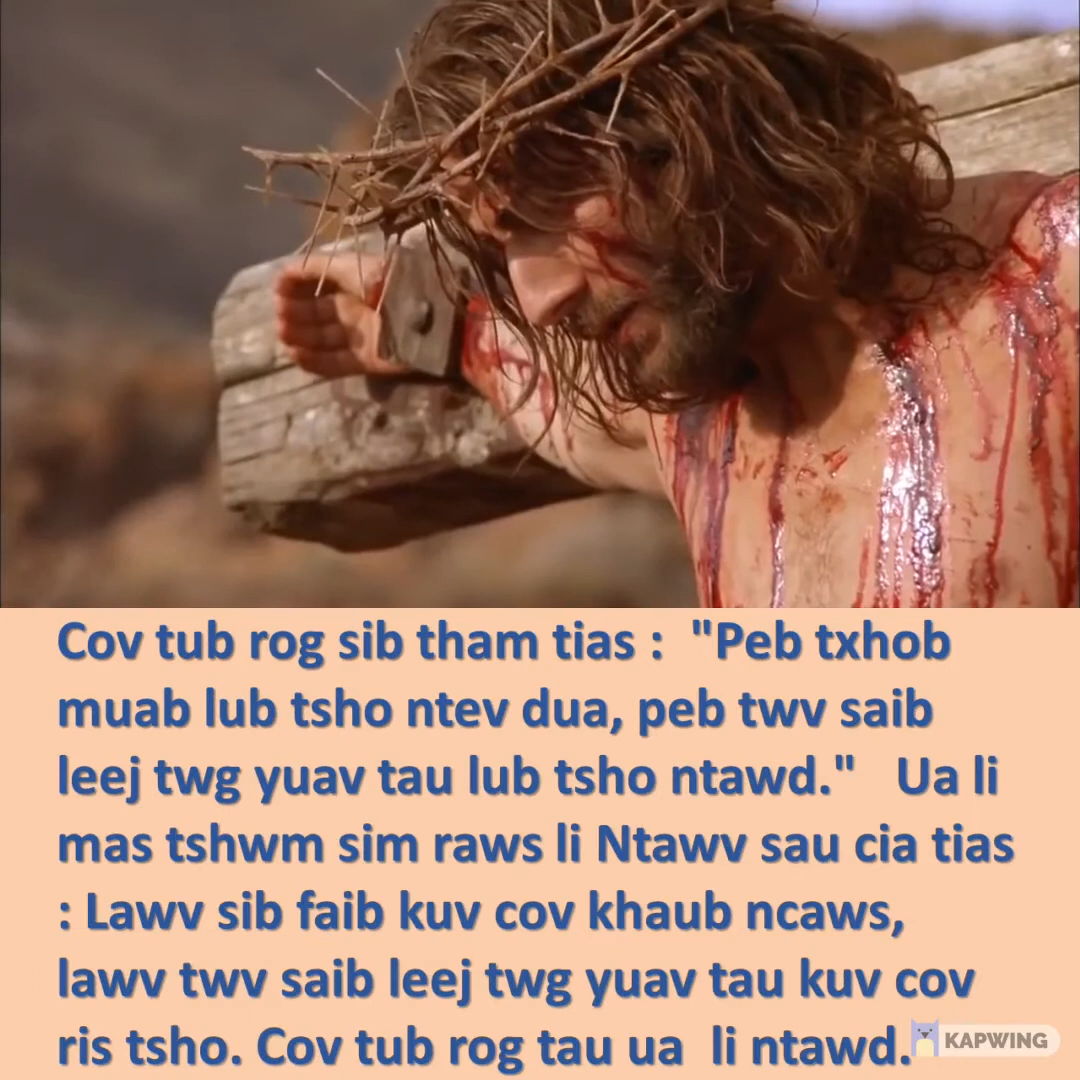 Cov tub rog sib tham tias :  "Peb txhob
muab lub tsho ntev dua, peb twv saib
leej twg yuav tau lub tsho ntawd."   Ua li
mas tshwm sim raws li Ntawv sau cia tias
: Lawv sib faib kuv cov khaub ncaws,
lawv twv saib leej twg yuav tau kuv cov
ris tsho. Cov tub rog tau ua  li ntawd.
KAPWING